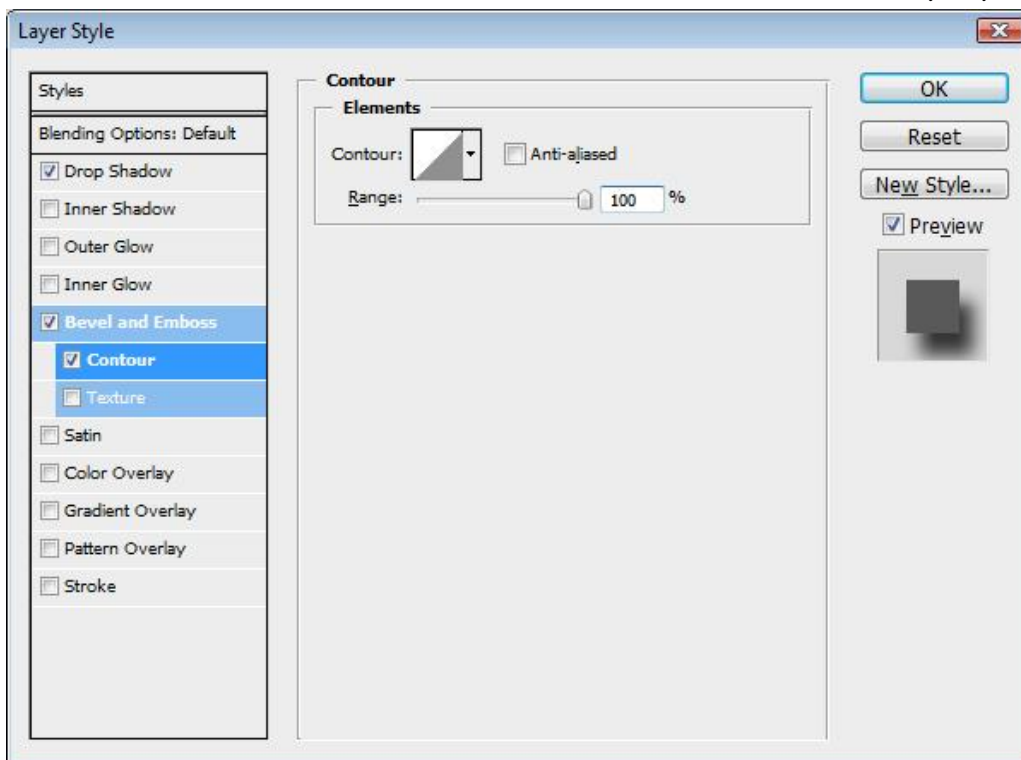 Layer Style
Styles
Blending Options: Default
Drop Shadow
Inner Shadow
Outer Glow
Inner Glow
Bevel and Emboss
Contour
Texture
Satin
Color Overlay
Gradient Overlay
Pattern Overlay
Stroke
Contour
Elements
Contour:
Anti-aliased
Range: 100 %
OK
Reset
New Style...
Preview